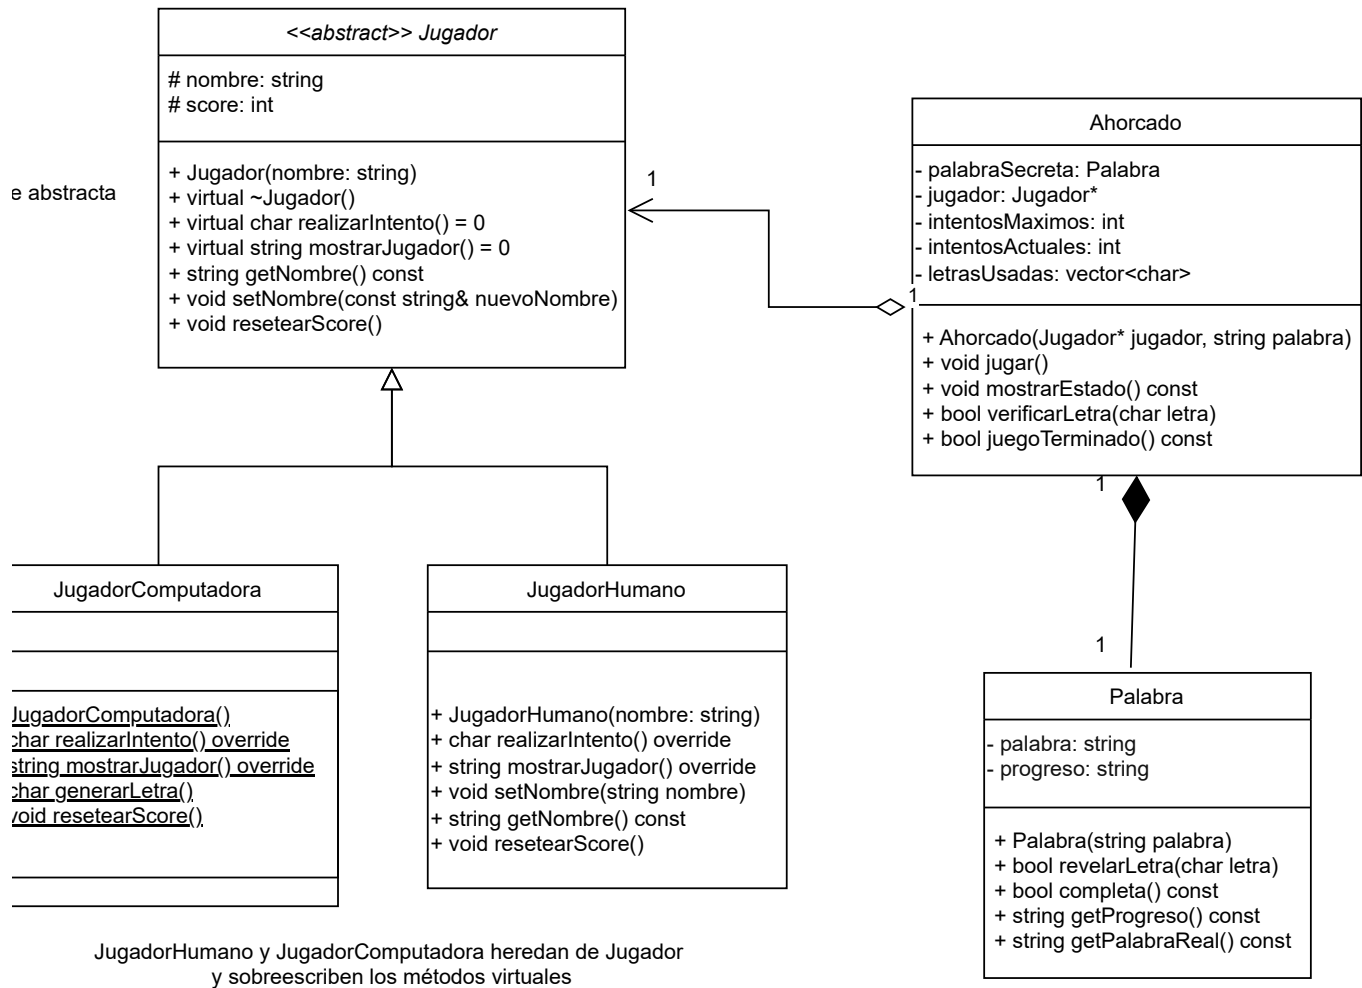 <<abstract>> Jugador
# nombre: string
# score: int
+ Jugador(nombre: string)
+ virtual ~Jugador()
+ virtual char realizarIntento() = 0
+ virtual string mostrarJugador() = 0
+ string getNombre() const
+ void setNombre(const string& nuevoNombre)
+ void resetearScore()
e abstracta
1
Ahorcado
- palabraSecreta: Palabra
- jugador: Jugador*
- intentosMaximos: int
- intentosActuales: int
- letrasUsadas: vector<char>
1
+ Ahorcado(Jugador* jugador, string palabra)
+ void jugar()
+ void mostrarEstado() const
+ bool verificarLetra(char letra)
+ bool juegoTerminado() const
1
1
JugadorComputadora
JugadorComputadora()
char realizarIntento() override
string mostrarJugador() override
char generarLetra()
void resetearScore()
JugadorHumano
+ JugadorHumano(nombre: string)
+ char realizarIntento() override
+ string mostrarJugador() override
+ void setNombre(string nombre)
+ string getNombre() const
+ void resetearScore()
Palabra
- palabra: string
- progreso: string
+ Palabra(string palabra)
+ bool revelarLetra(char letra)
+ bool completa() const
+ string getProgreso() const
+ string getPalabraReal() const
JugadorHumano y JugadorComputadora heredan de Jugador
y sobreescriben los métodos virtuales